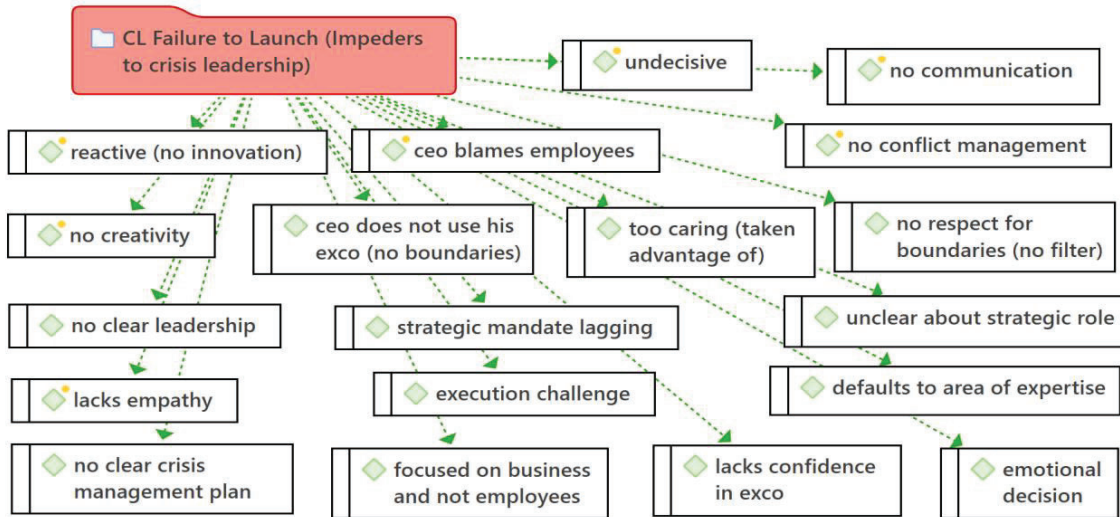 CL Failure to Launch (Impeders
to crisis leadership)
undecisive
no communication
reactive (no innovation)
ceo blames employees
no conflict management
no creativity
ceo does not use his
exco (no boundaries)
too caring (taken
advantage of)
no respect for
boundaries (no filter)
no clear leadership
strategic mandate lagging
unclear about strategic role
lacks empathy
execution challenge
defaults to area of expertise
no clear crisis
management plan
focused on business
and not employees
lacks confidence
in exco
emotional
decision